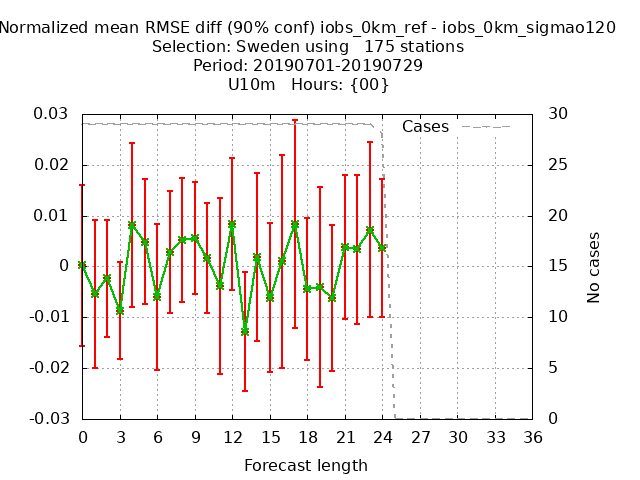 Normalized mean RMSE diff (90% conf) iobs_0km_ref - iobs_0km_sigmao120
Selection: Sweden using 175 stations
Period: 20190701-20190729
U10m Hours: {00}
0.03 30
Cases
0.02 25
0.01 20
0 15
-0.01 10
-0.02 5
-0.03 0
No cases
0 3 6 9 12 15 18 21 24 27 30 33 36
Forecast length